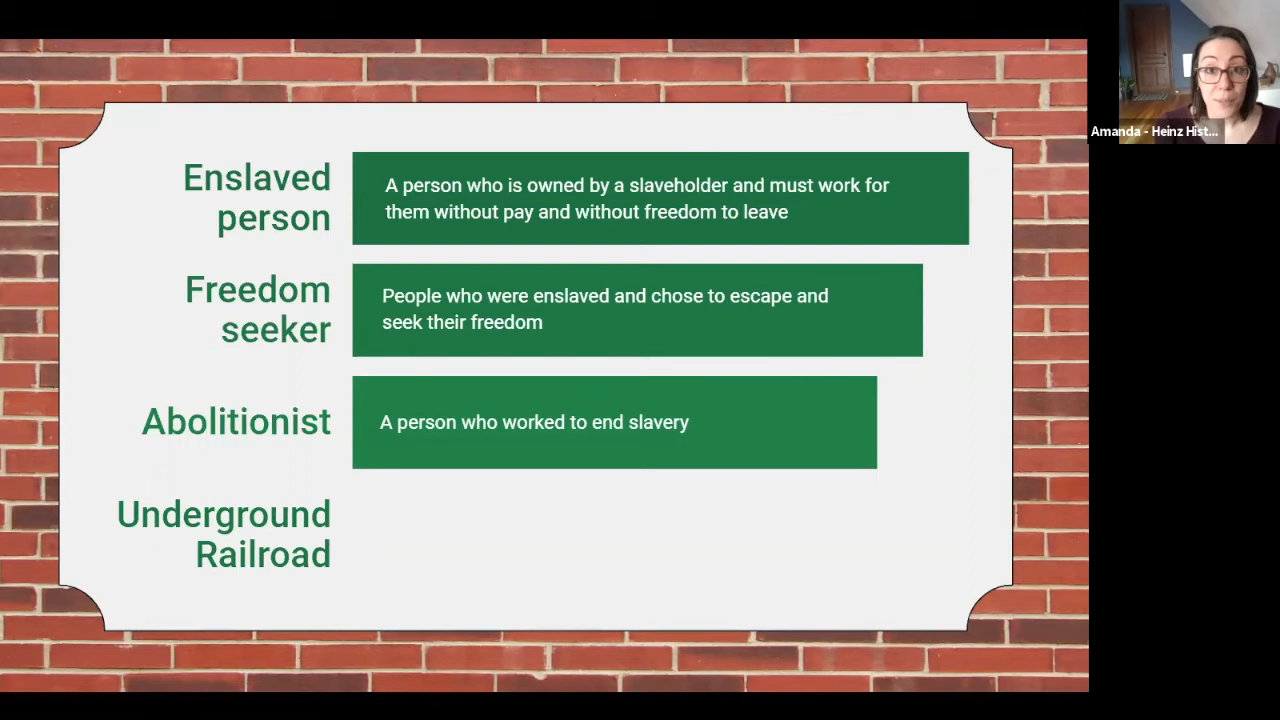 Enslaved
person
A person who is owned by a slaveholder and must work for
them without pay and without freedom to leave
Freedom
seeker
People who were enslaved and chose to escape and
seek their freedom
Abolitionist
A person who worked to end slavery
Underground
Railroad
Amanda - Heinz Hist...